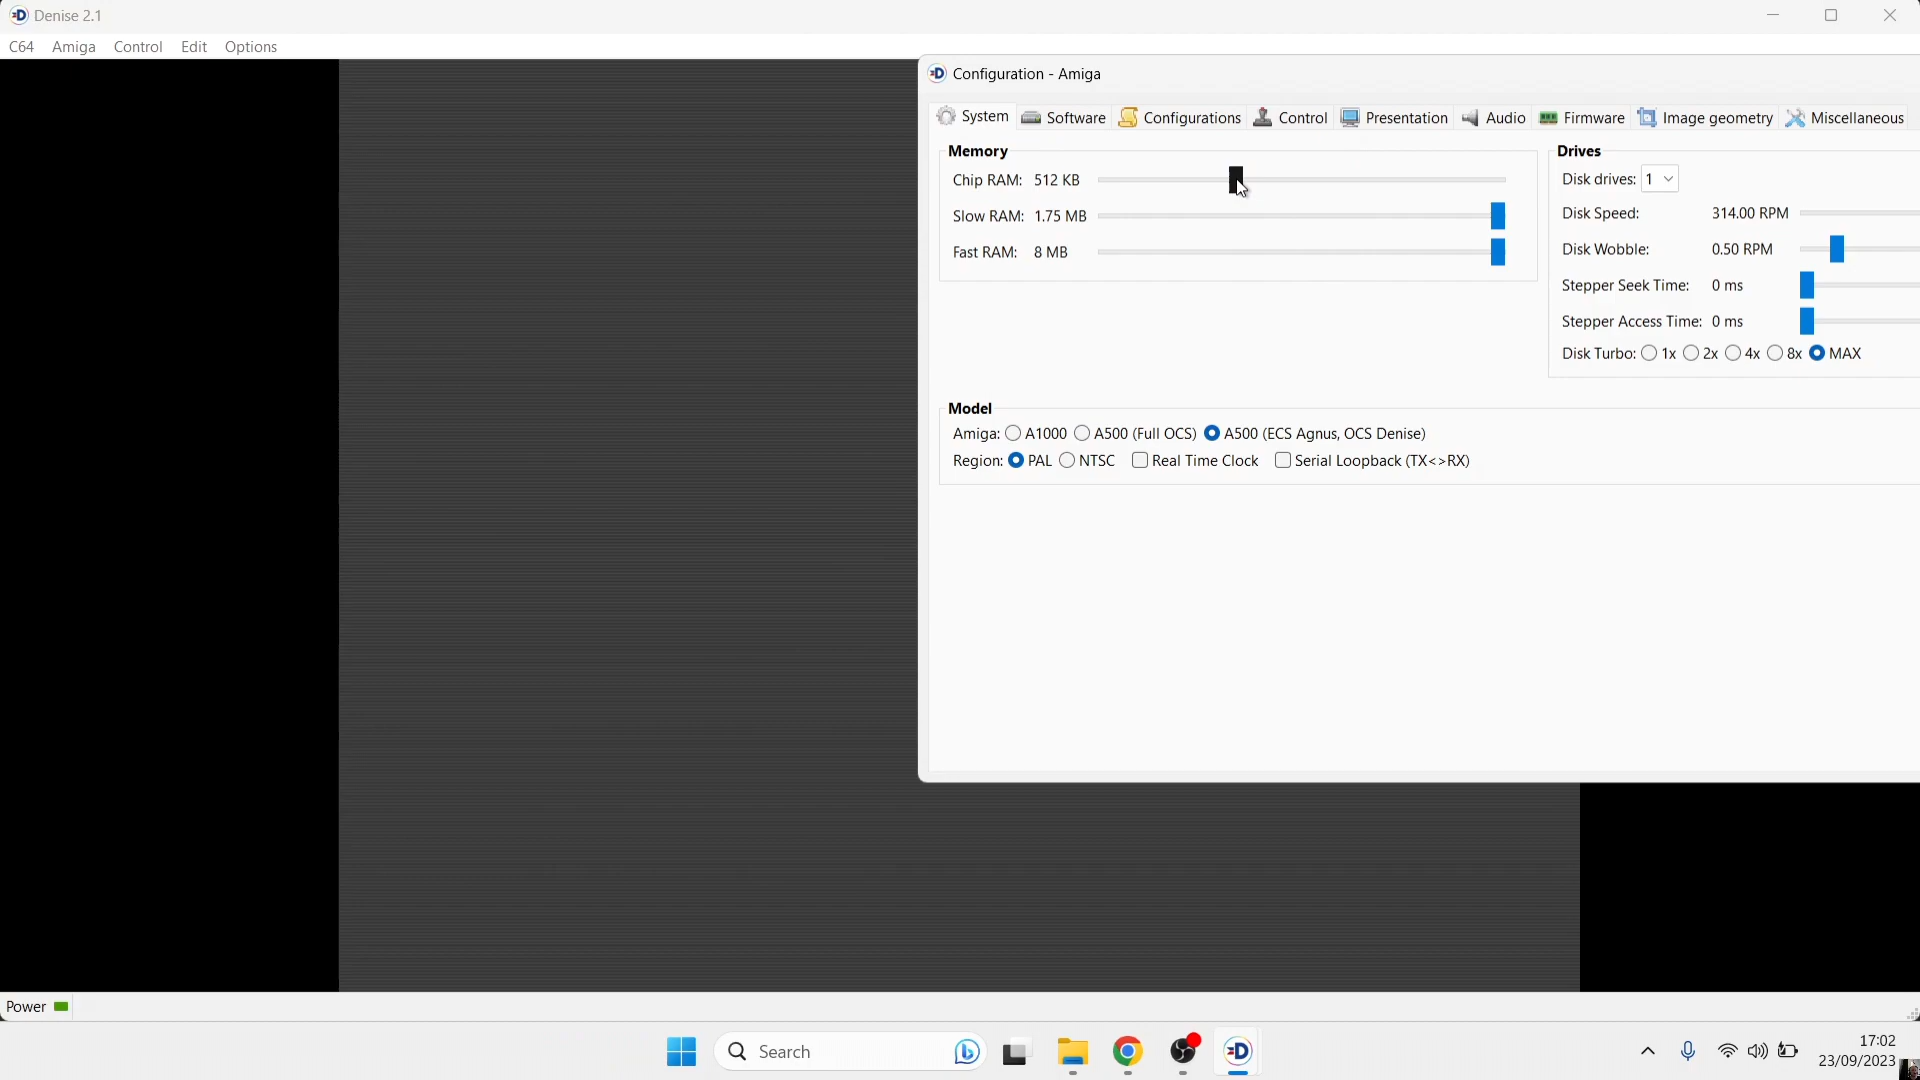 Denise 2.1
C64 Amiga Control Edit Options
Configuration - Amiga
System Software Configurations Control Presentation Audio Firmware Image geometry Miscellaneous
Memory
Chip RAM: 512 KB
Slow RAM: 1.75 MB
Fast RAM: 8 MB
Drives
Disk drives: 1
Disk Speed: 314.00 RPM
Disk Wobble: 0.50 RPM
Stepper Seek Time: 0 ms
Stepper Access Time: 0 ms
Disk Turbo: 1x 2x 4x 8x MAX
Model
Amiga: A1000 A500 (Full OCS) A500 (ECS Agnus, OCS Denise)
Region: PAL NTSC Real Time Clock Serial Loopback (TX<>RX)
Power
Search
17:02
23/09/2023